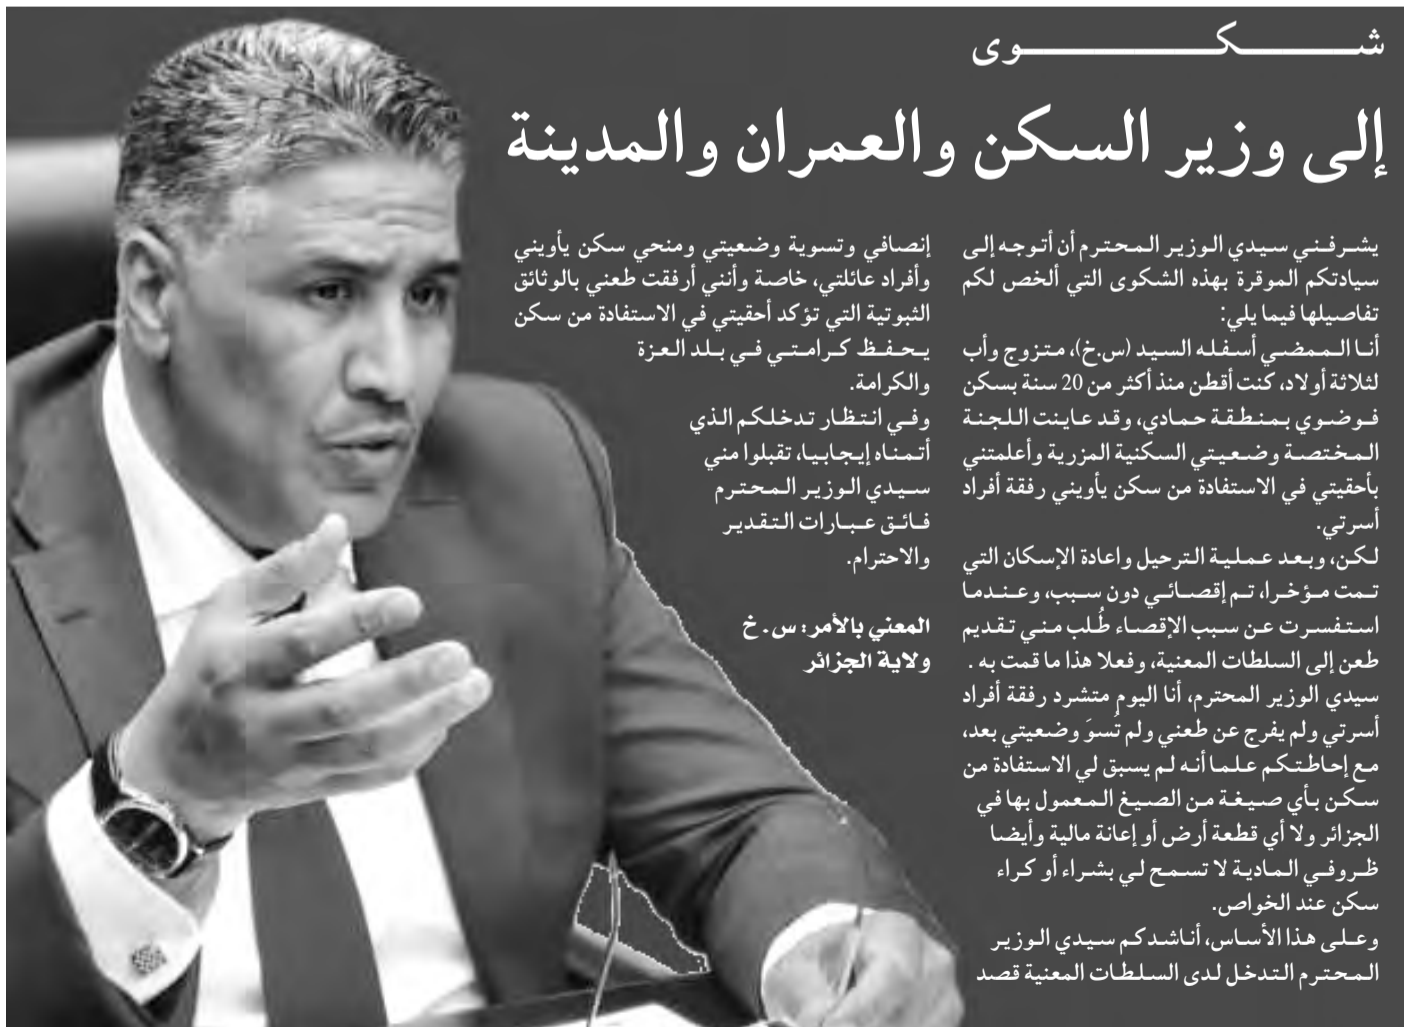 شكوى
إلى وزير السكن والعمران والمدينة
يشرفني سيدي الوزير المحترم أن أتوجه إلى
سيادتكم الموقرة بهذه الشكوى التي ألخص لكم
تفاصيلها فيما يلي:
أنا الممضي أسفله السيد (س.خ)، متزوج وأب
لثلاثة أولاد، كنت أقطن منذ أكثر من 20 سنة بسكن
فوضوي بمنطقة حمادي، وقد عاينت اللجنة
المختصة وضعيتي السكنية المزرية وأعلمتني
بأحقيتي في الاستفادة من سكن يأويني رفقة أفراد
أسرتي.
لكن، وبعد عملية الترحيل واعادة الإسكان التي
تمت مؤخرا، تم إقصائي دون سبب، وعندما
استفسرت عن سبب الإقصاء طُلب مني تقديم
طعن إلى السلطات المعنية، وفعلا هذا ما قمت به .
سيدي الوزير المحترم، أنا اليوم متشرد رفقة أفراد
أسرتي ولم يفرج عن طعني ولم تُسوَ وضعيتي بعد،
مع إحاطتكم علما أنه لم يسبق لي الاستفادة من
سكن بأي صيغة من الصيغ المعمول بها في
الجزائر ولا أي قطعة أرض أو إعانة مالية وأيضا
ظروفي المادية لا تسمح لي بشراء أو كراء
سكن عند الخواص.
وعلى هذا الأساس، أناشدكم سيدي الوزير
المحترم التدخل لدى السلطات المعنية قصد
إنصافي وتسوية وضعيتي ومنحي سكن يأويني
وأفراد عائلتي، خاصة وأنني أرفقت طعني بالوثائق
الثبوتية التي تؤكد أحقيتي في الاستفادة من سكن
يحفظ كرامتي في بلد العزة
والكرامة.
وفي انتظار تدخلكم الذي
أتمناه إيجابيا، تقبلوا مني
سيدي الوزير المحترم
فائق عبارات التقدير
والاحترام.
المعني بالأمر: س. خ
ولاية الجزائر